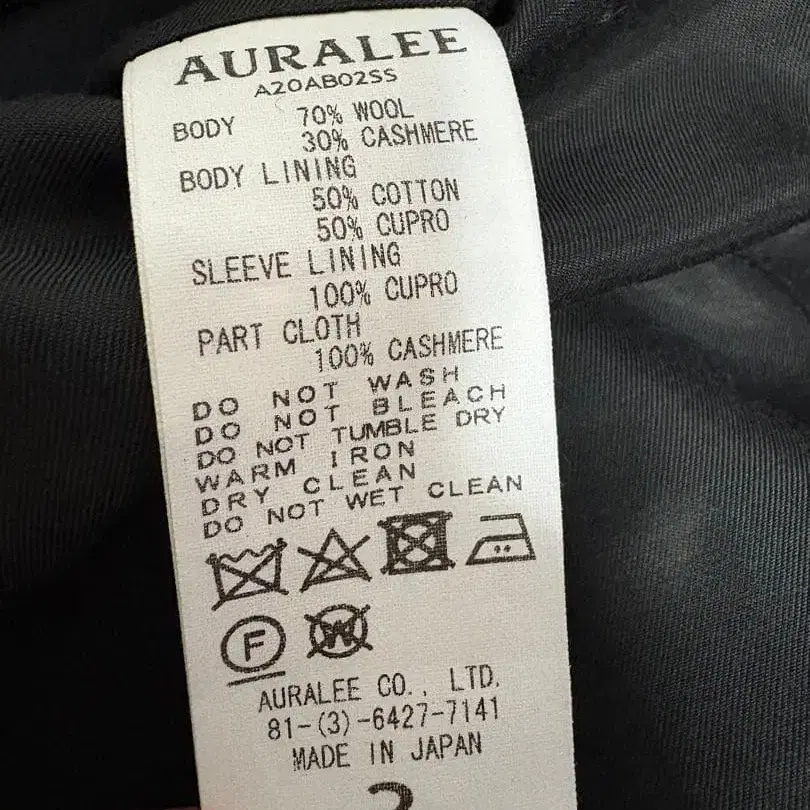 AURALEE
A20AB02SS
BODY 70% WOOL
30% CASHMERE
BODY LINING
50% COTTON
50% CUPRO
SLEEVE LINING
100% CUPRO
PART CLOTH
100% CASHMERE
DO NOT WASH
DO NOT BLEACH
DO NOT TUMBLE DRY
WARM IRON
DRY CLEAN
DO NOT WET CLEAN
F W
AURALEE CO., LTD.
81-(3)-6427-7141
MADE IN JAPAN